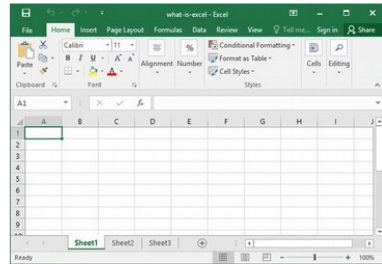 what-is-excel - Excel
File Home Insert Page Layout Formulas Data Review View Tell me... Sign in Share
Paste
Calibri 11
B I U A A
A
Alignment Number
Conditional Formatting
Format as Table
Cell Styles
Cells Editing
Clipboard Font Styles
A1 fx
A B C D E F G H I J
1
2
3
4
5
6
7
8
9
10
Sheet1 Sheet2 Sheet3
Ready 100%